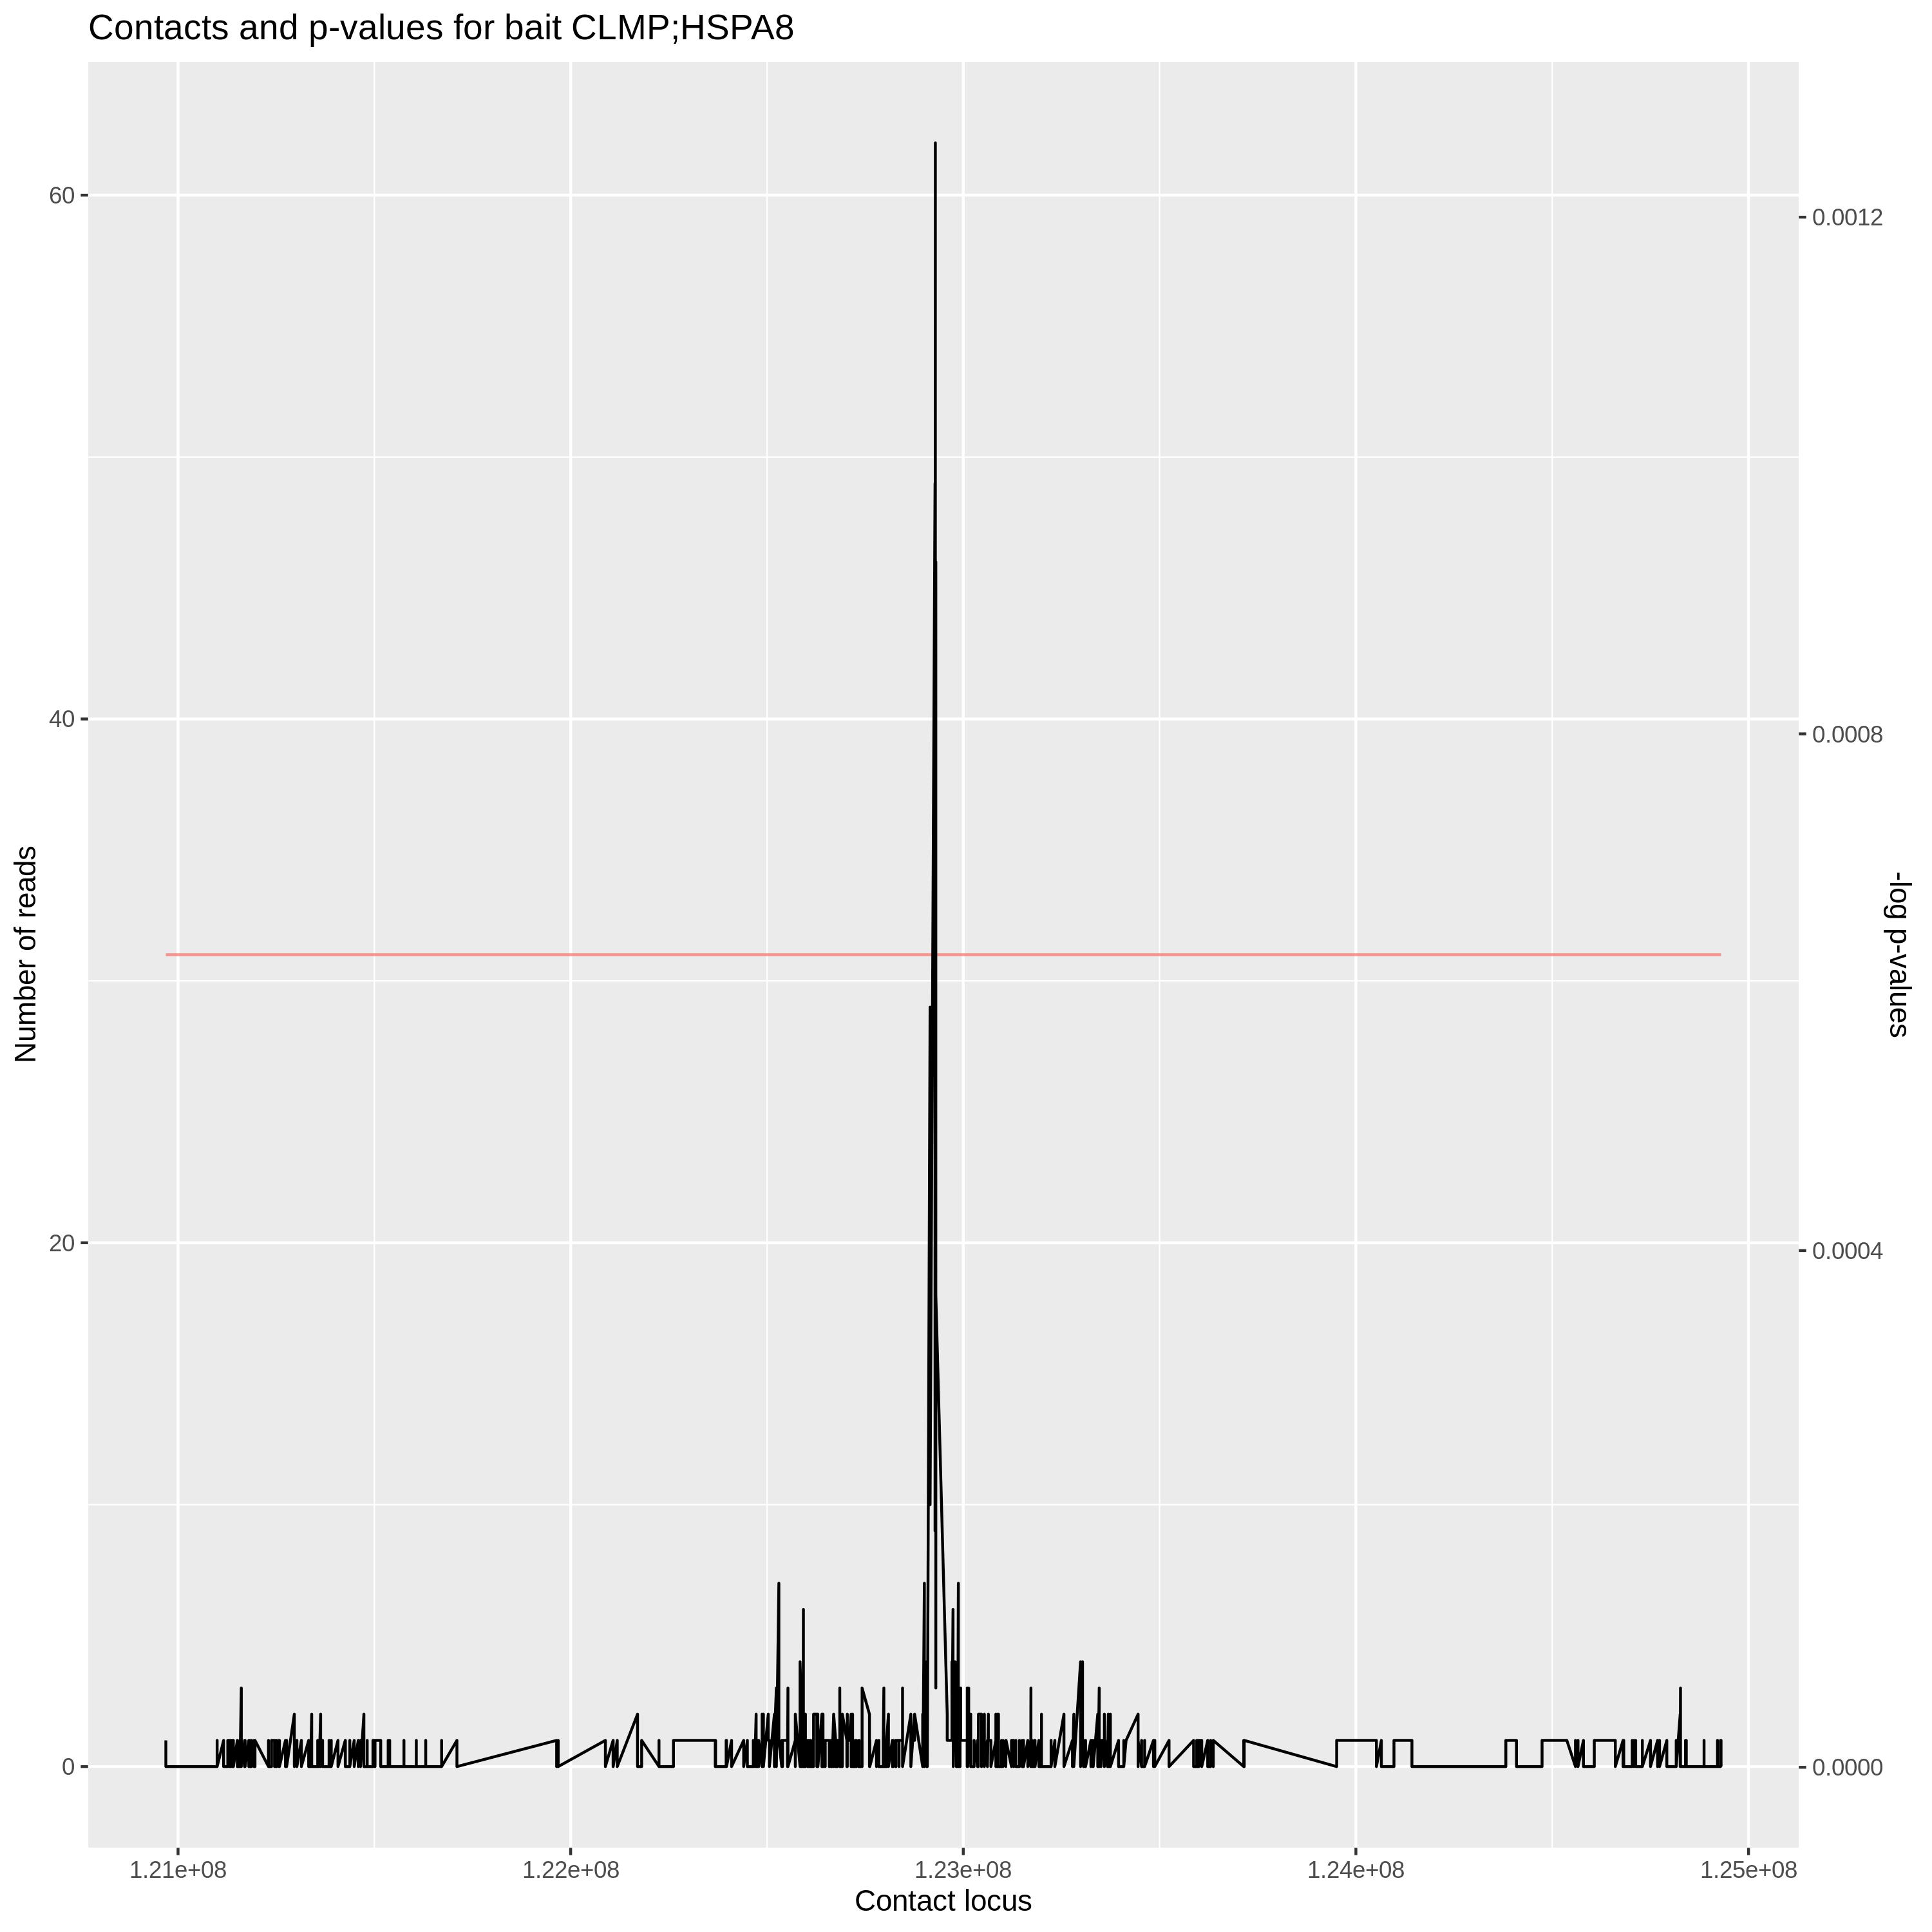 Contacts and p-values for bait CLMP;HSPA8
60
40
20
0
Number of reads
0.0012
0.0008
0.0004
0.0000
-log p-values
1.21e+08
1.22e+08
1.23e+08
1.24e+08
1.25e+08
Contact locus